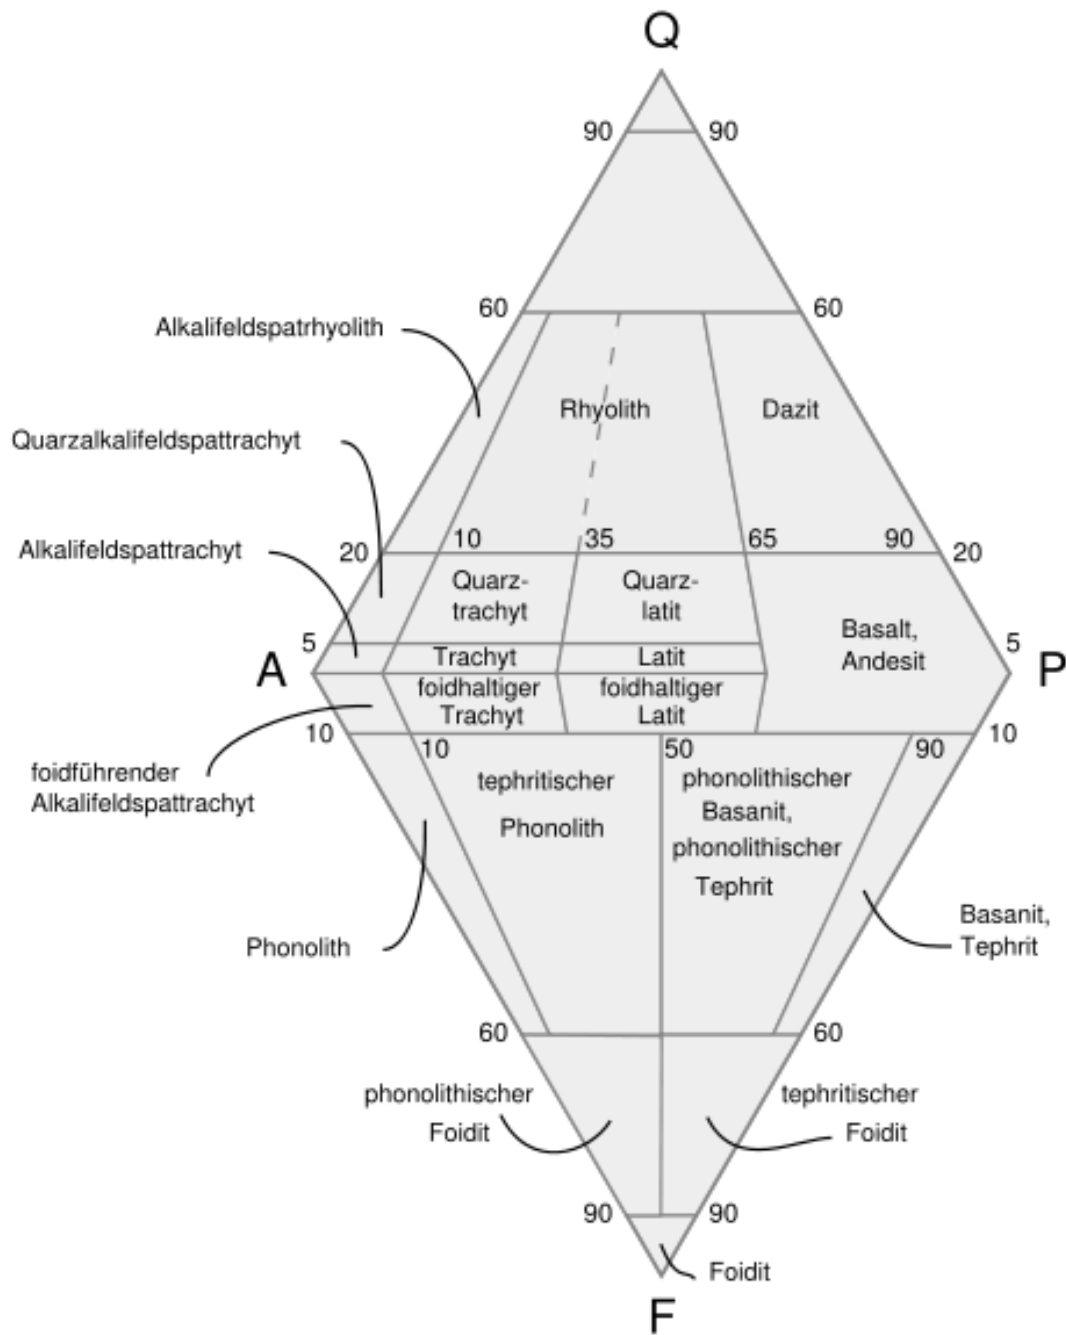 Q
90 90
60 60
Alkalifeldspatrhyolith
Rhyolith
Dazit
Quarzalkalifeldspattrachyt
Alkalifeldspattrachyt
20 10 35 65 90 20
Quarz-
trachyt
Quarz-
latit
Basalt,
Andesit
5 5
A
Trachyt
Latit
P
foidhaltiger
Trachyt
foidhaltiger
Latit
10 10
10 50 90
foidführender
Alkalifeldspattrachyt
tephritischer
Phonolith
phonolithischer
Basanit,
phonolithischer
Tephrit
Phonolith
Basanit,
Tephrit
60 60
phonolithischer
Foidit
tephritischer
Foidit
90 90
Foidit
F